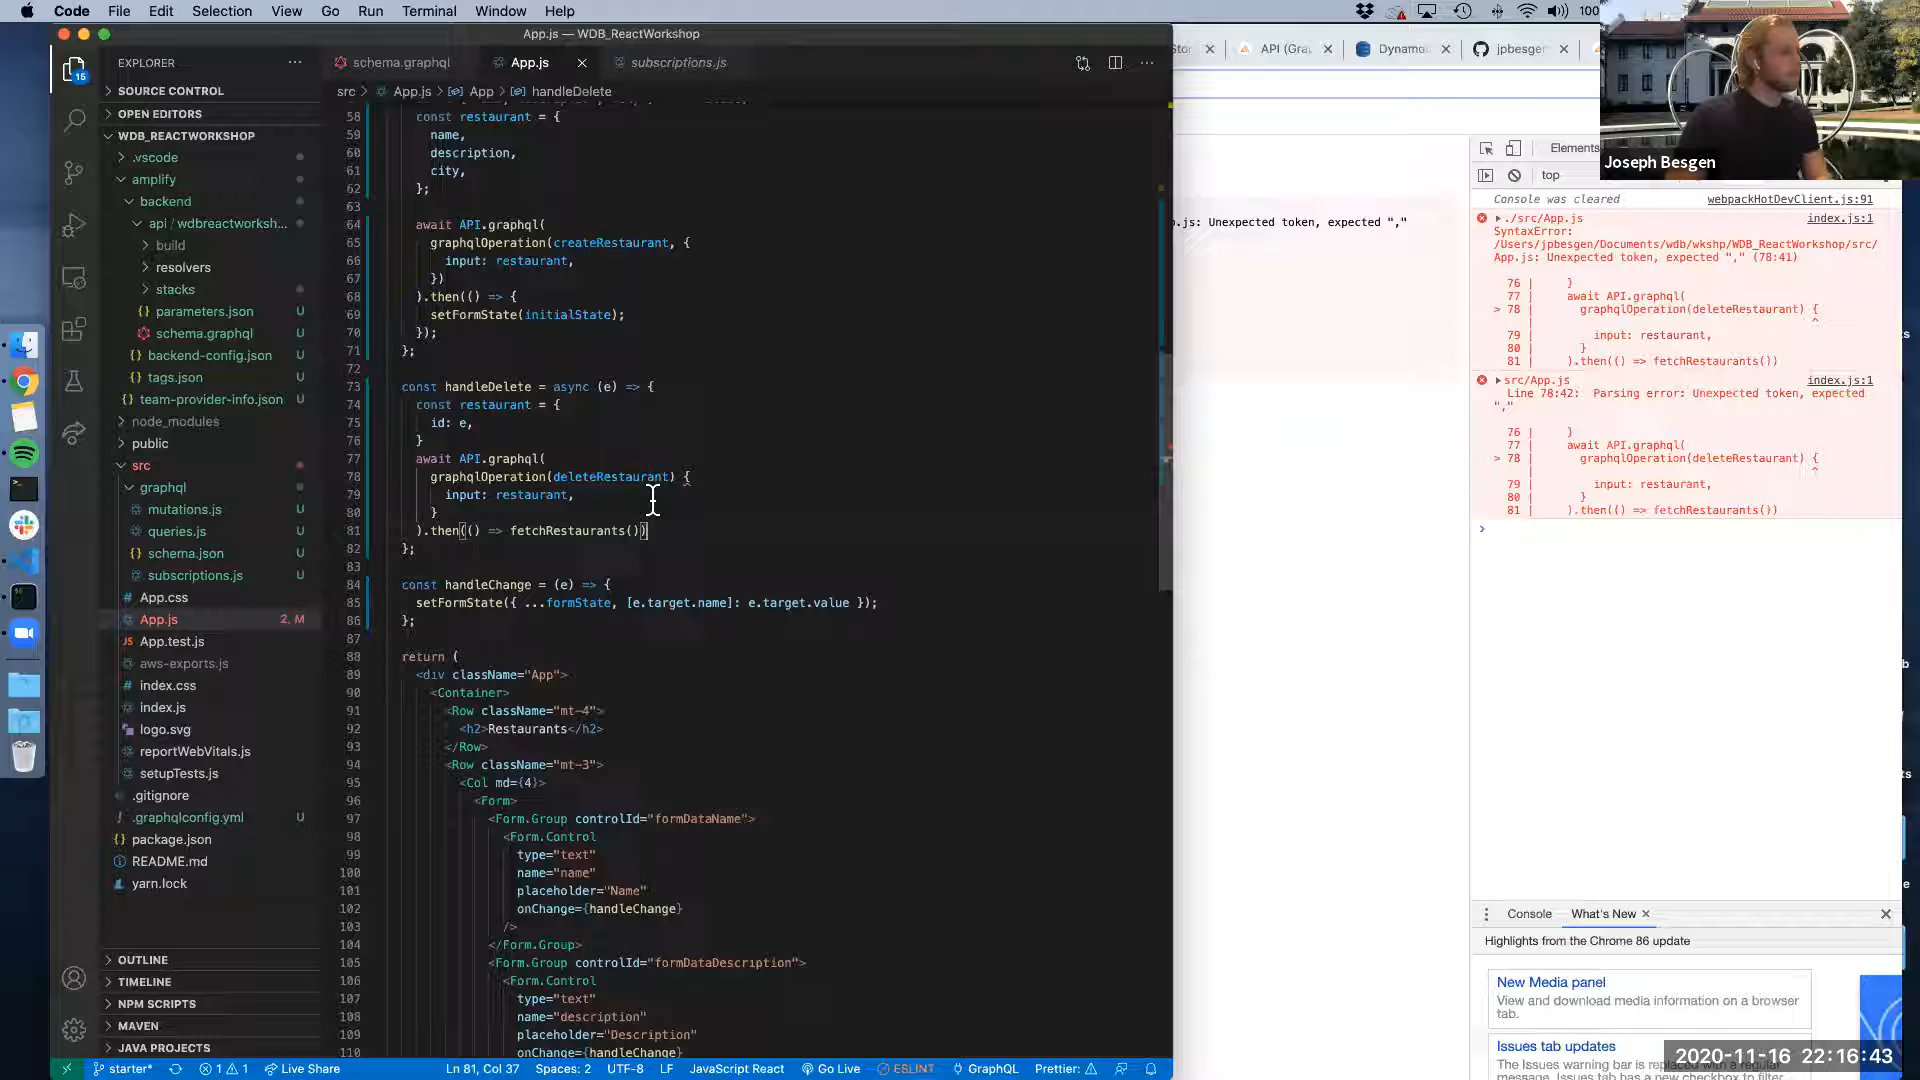 Code File Edit Selection View Go Run Terminal Window Help
100
App.js — WDB_ReactWorkshop
EXPLORER
SOURCE CONTROL
OPEN EDITORS
WDB_REACTWORKSHOP
.vscode
amplify
backend
api / wdbreactworksh...
build
resolvers
stacks
parameters.json U
schema.graphql U
backend-config.json U
tags.json U
team-provider-info.json U
node_modules
public
src
graphql
mutations.js U
queries.js U
schema.json U
subscriptions.js U
App.css
App.js 2, M
App.test.js
aws-exports.js
index.css
index.js
logo.svg
reportWebVitals.js
setupTests.js
.gitignore
.graphqlconfig.yml U
package.json
README.md
yarn.lock
OUTLINE
TIMELINE
NPM SCRIPTS
MAVEN
JAVA PROJECTS
schema.graphql App.js subscriptions.js
src > App.js > App > handleDelete
58 const restaurant = {
59 name,
60 description,
61 city,
62 };
63
64 await API.graphql(
65 graphqlOperation(createRestaurant, {
66 input: restaurant,
67 })
68 ).then(() => {
69 setFormState(initialState);
70 });
71 };
72
73 const handleDelete = async (e) => {
74 const restaurant = {
75 id: e,
76 }
77 await API.graphql(
78 graphqlOperation(deleteRestaurant) {
79 input: restaurant,
80 }
81 ).then(() => fetchRestaurants())
82 };
83
84 const handleChange = (e) => {
85 setFormState({ ...formState, [e.target.name]: e.target.value });
86 };
87
88 return (
89 <div className="App">
90 <Container>
91 <Row className="mt-4">
92 <h2>Restaurants</h2>
93 </Row>
94 <Row className="mt-3">
95 <Col md={4}>
96 <Form>
97 <Form.Group controlId="formDataName">
98 <Form.Control
99 type="text"
100 name="name"
101 placeholder="Name"
102 onChange={handleChange}
103 />
104 </Form.Group>
105 <Form.Group controlId="formDataDescription">
106 <Form.Control
107 type="text"
108 name="description"
109 placeholder="Description"
110 onChange={handleChange}
starter* 1 1 Live Share Ln 81, Col 37 Spaces: 2 UTF-8 LF JavaScript React Go Live ESLINT GraphQL Prettier:
15
API (Gra Dynamo jpbesger
.js: Unexpected token, expected ","
Elements
top
Joseph Besgen
Console was cleared webpackHotDevClient.js:91
./src/App.js index.js:1
SyntaxError:
/Users/jpbesgen/Documents/wdb/wkshp/WDB_ReactWorkshop/src/
App.js: Unexpected token, expected "," (78:41)
76 | }
77 | await API.graphql(
> 78 | graphqlOperation(deleteRestaurant) {
| ^
79 | input: restaurant,
80 | }
81 | ).then(() => fetchRestaurants())
src/App.js index.js:1
Line 78:42: Parsing error: Unexpected token, expected
","
76 | }
77 | await API.graphql(
> 78 | graphqlOperation(deleteRestaurant) {
| ^
79 | input: restaurant,
80 | }
81 | ).then(() => fetchRestaurants())
Console What's New
Highlights from the Chrome 86 update
New Media panel
View and download media information on a browser
tab.
Issues tab updates
2020-11-16 22:16:43